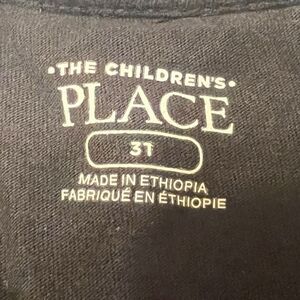 •THE CHILDREN'S•
PLACE
3T
MADE IN ETHIOPIA
FABRIQUÉ EN ÉTHIOPIE